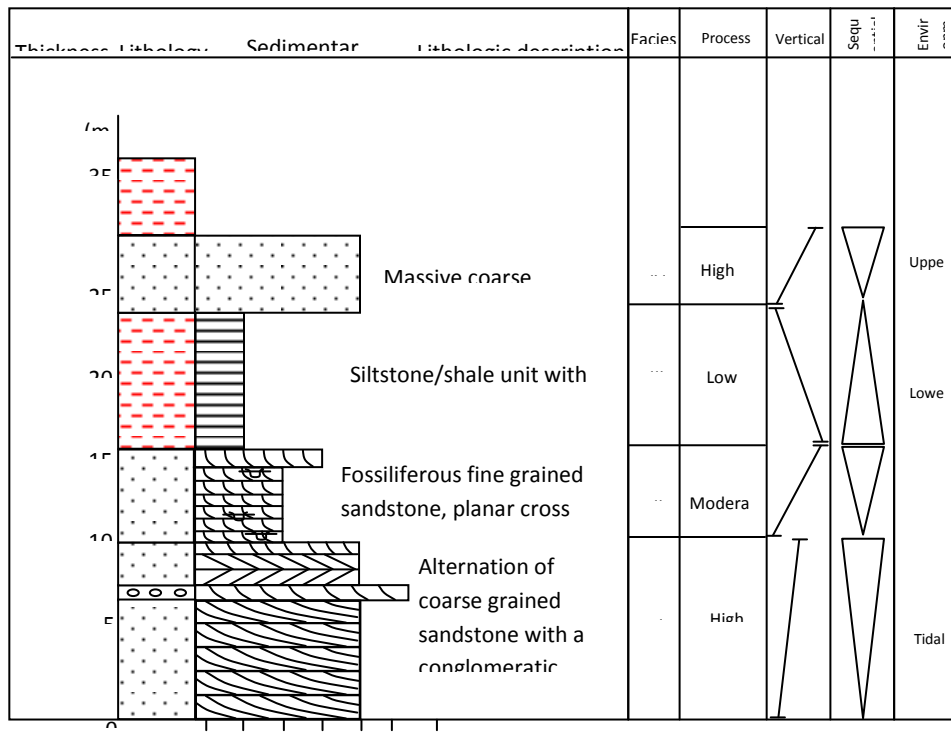 Thickness Lithology Sedimentar Lithologic description Facies Process Vertical Sequ Envir
(m
35
25
20
15
10
5
0
Massive coarse
Siltstone/shale unit with
Fossiliferous fine grained
sandstone, planar cross
Alternation of
coarse grained
sandstone with a
conglomeratic
High
Low
Modera
High
Uppe
Lowe
Tidal